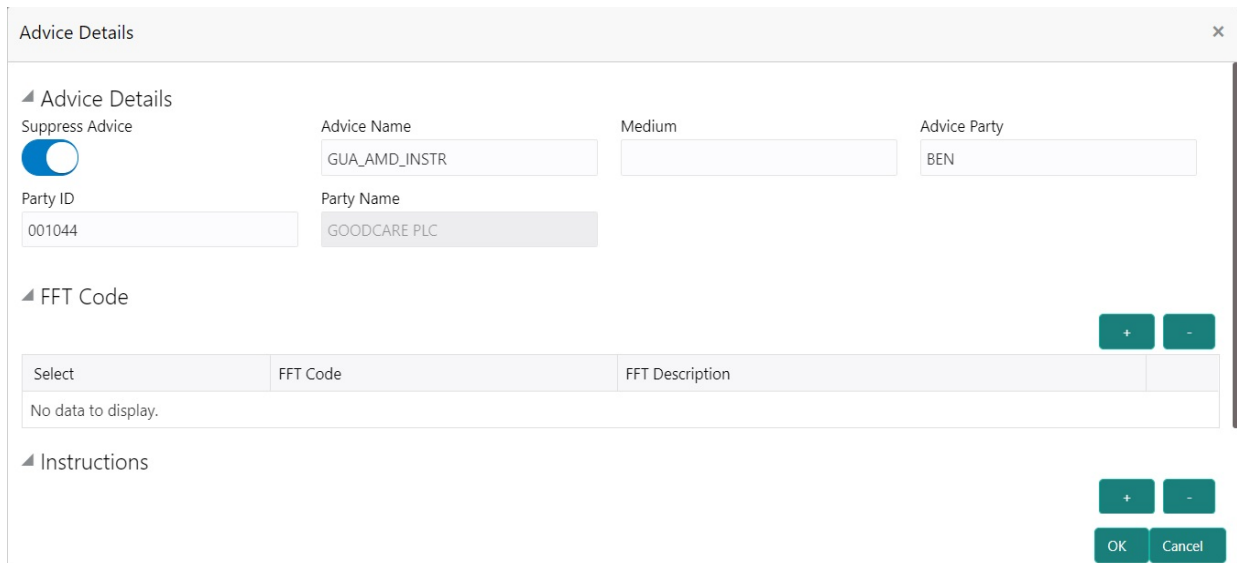 Advice Details
×
Advice Details
Suppress Advice Advice Name Medium Advice Party
GUA_AMD_INSTR BEN
Party ID Party Name
001044 GOODCARE PLC
FFT Code
+ -
Select FFT Code FFT Description
No data to display.
Instructions
+ -
OK Cancel